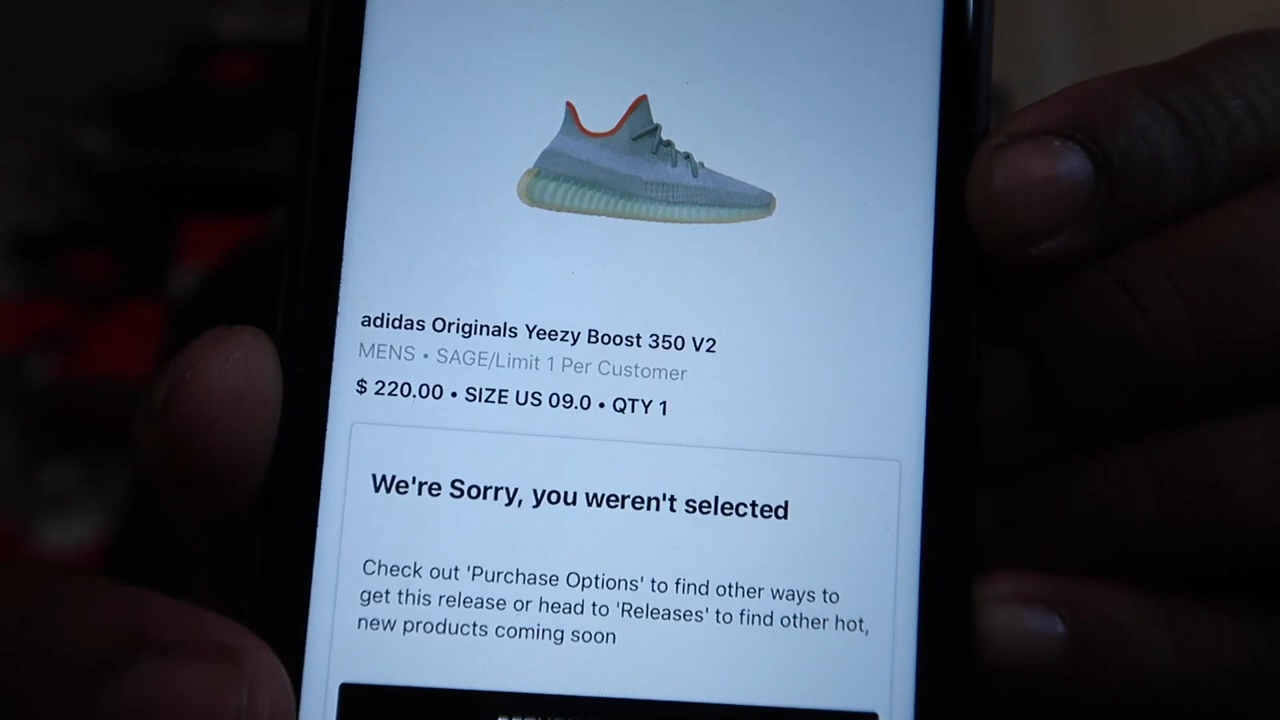 adidas Originals Yeezy Boost 350 V2
MENS • SAGE/Limit 1 Per Customer
$ 220.00 • SIZE US 09.0 • QTY 1
We're Sorry, you weren't selected
Check out 'Purchase Options' to find other ways to
get this release or head to 'Releases' to find other hot,
new products coming soon